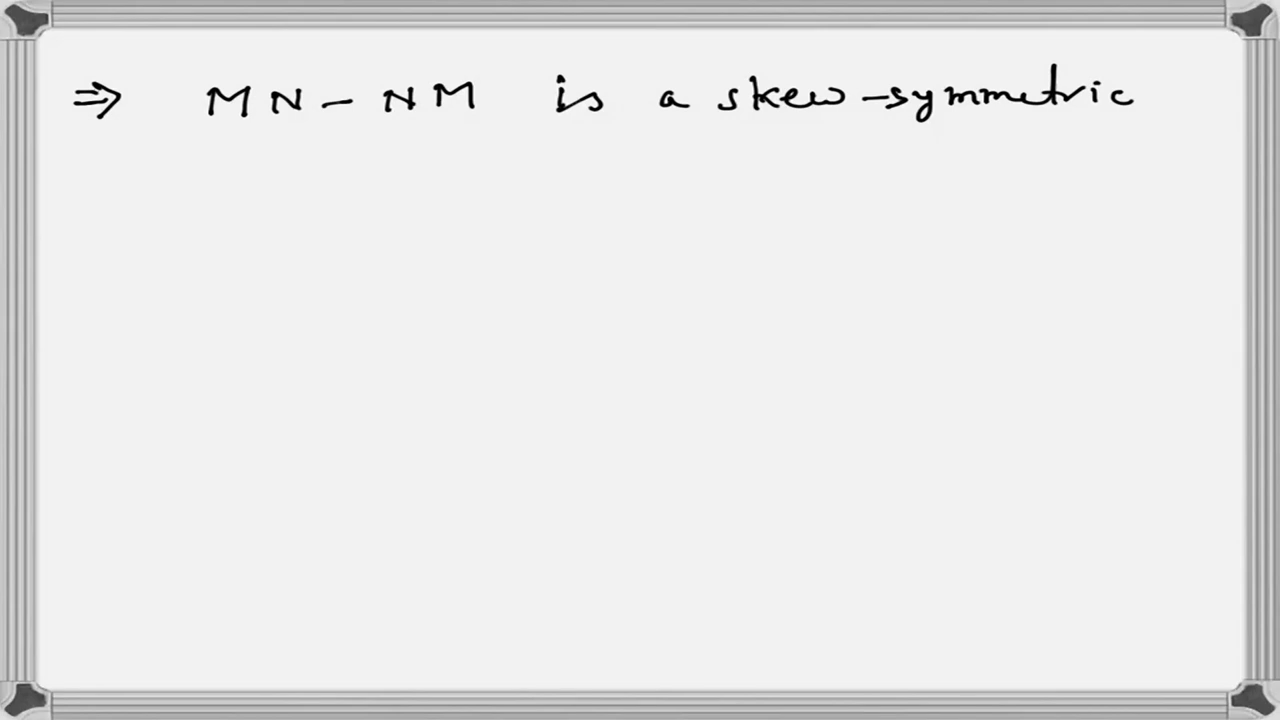 ⇒ MN - NM is a skew-symmetric